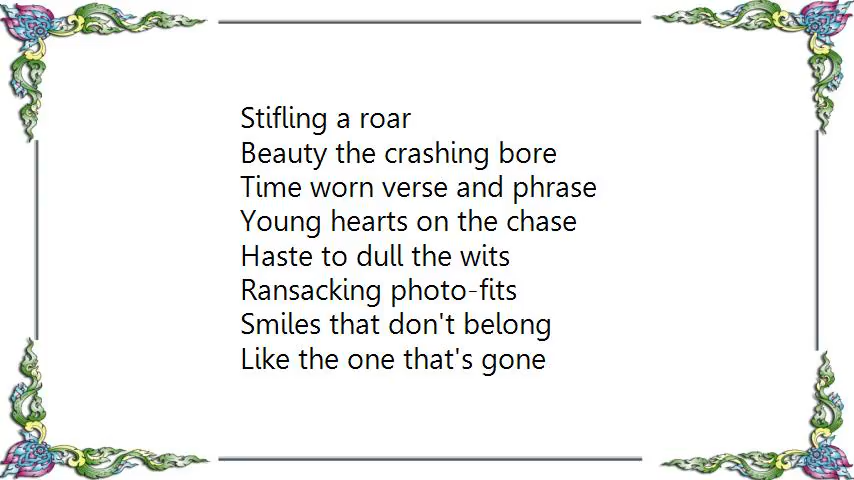 Stifling a roar
Beauty the crashing bore
Time worn verse and phrase
Young hearts on the chase
Haste to dull the wits
Ransacking photo-fits
Smiles that don't belong
Like the one that's gone